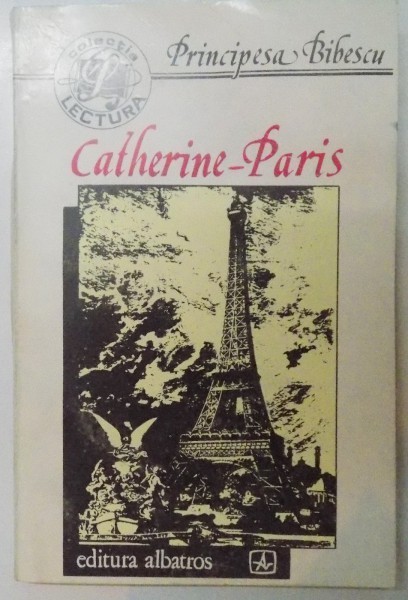 colecția
LECTURA
Principesa Bibescu
Catherine-Paris
editura albatros